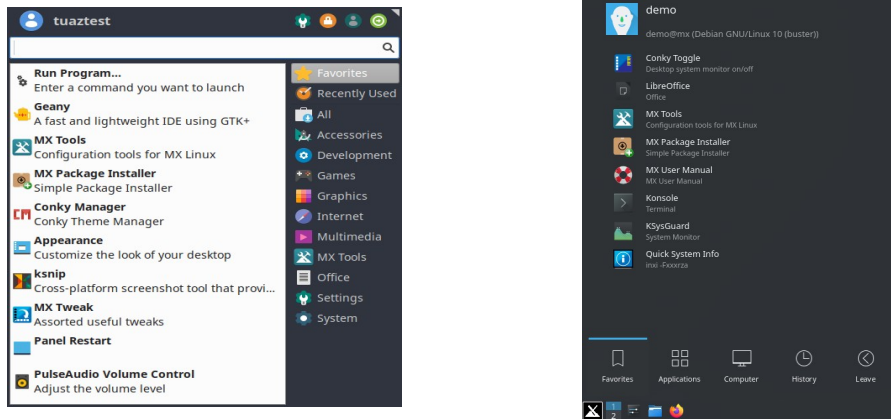 tuaztest
Run Program...
Enter a command you want to launch
Geany
A fast and lightweight IDE using GTK+
MX Tools
Configuration tools for MX Linux
MX Package Installer
Simple Package Installer
Conky Manager
Conky Theme Manager
Appearance
Customize the look of your desktop
ksnip
Cross-platform screenshot tool that provi...
MX Tweak
Assorted useful tweaks
Panel Restart
PulseAudio Volume Control
Adjust the volume level
Favorites
Recently Used
All
Accessories
Development
Games
Graphics
Internet
Multimedia
MX Tools
Office
Settings
System
demo
demo@mx (Debian GNU/Linux 10 (buster))
Conky Toggle
Desktop system monitor on/off
LibreOffice
Office
MX Tools
Configuration tools for MX Linux
MX Package Installer
Simple Package Installer
MX User Manual
MX User Manual
Konsole
Terminal
KSysGuard
System Monitor
Quick System Info
inxi -Fxxxrza
Favorites Applications Computer History Leave
1
2